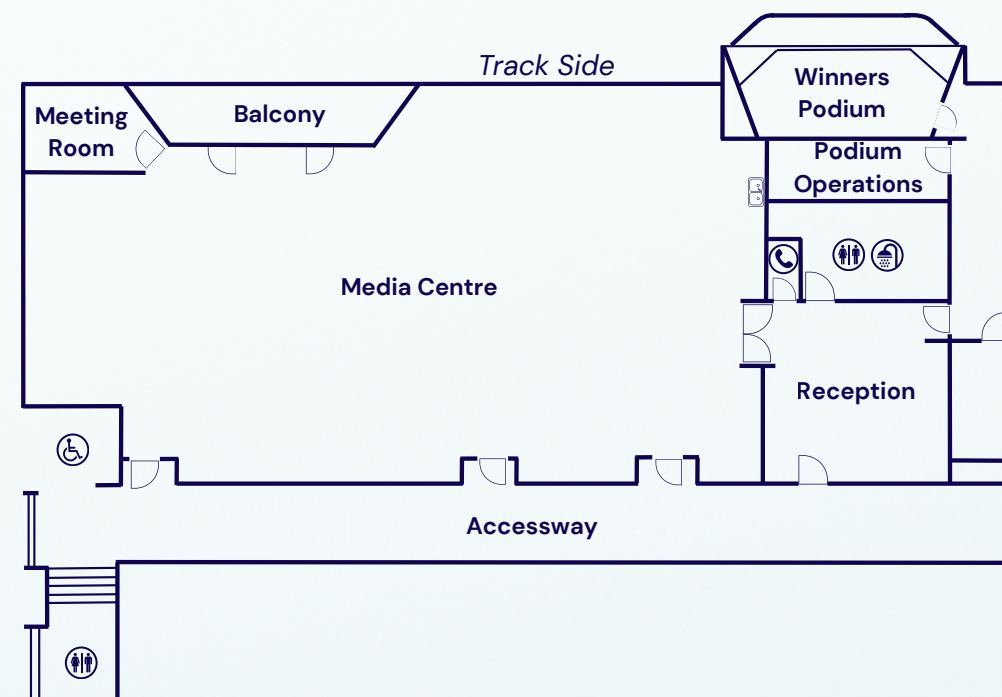 Track Side
Winners
Podium
Meeting
Room
Balcony
Podium
Operations
Media Centre
Reception
Accessway